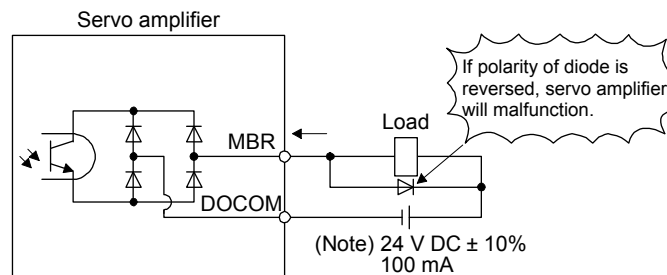 Servo amplifier
If polarity of diode is
reversed, servo amplifier
will malfunction.
Load
MBR
DOCOM
(Note) 24 V DC ± 10%
100 mA